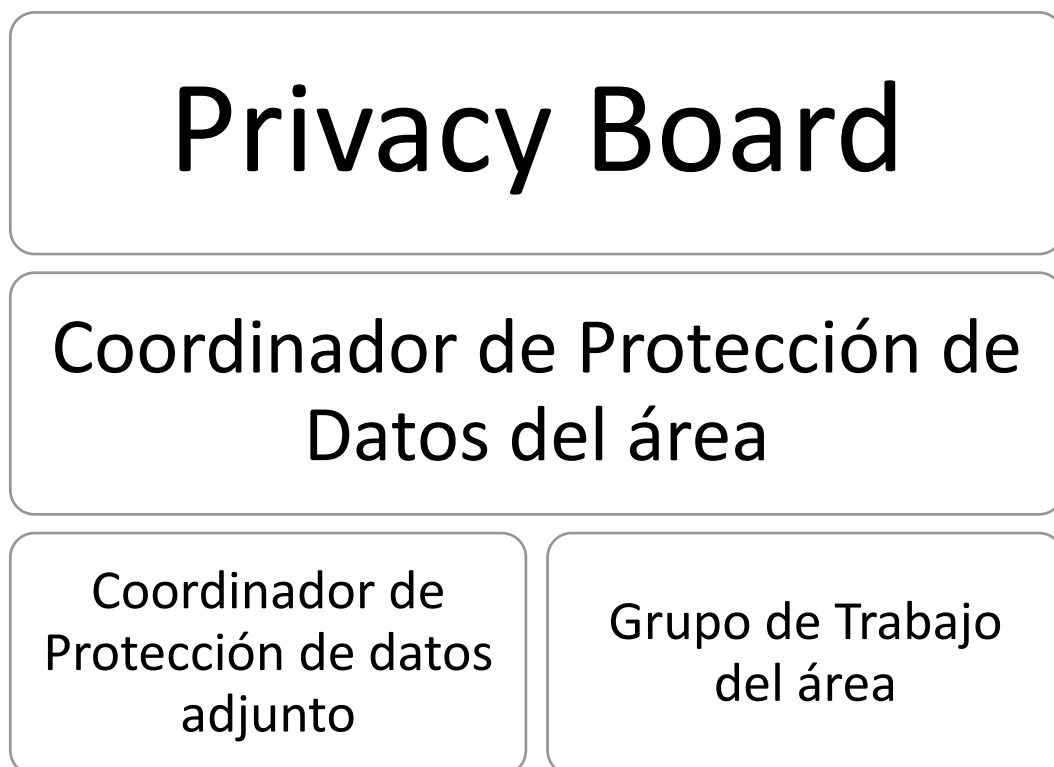 Privacy Board
Coordinador de Protección de
Datos del área
Coordinador de
Protección de datos
adjunto
Grupo de Trabajo
del área